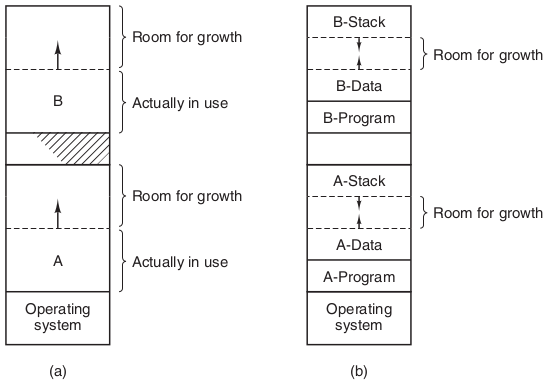 Room for growth
B
Actually in use
Room for growth
A
Actually in use
Operating
system
(a)
B-Stack
Room for growth
B-Data
B-Program
A-Stack
Room for growth
A-Data
A-Program
Operating
system
(b)